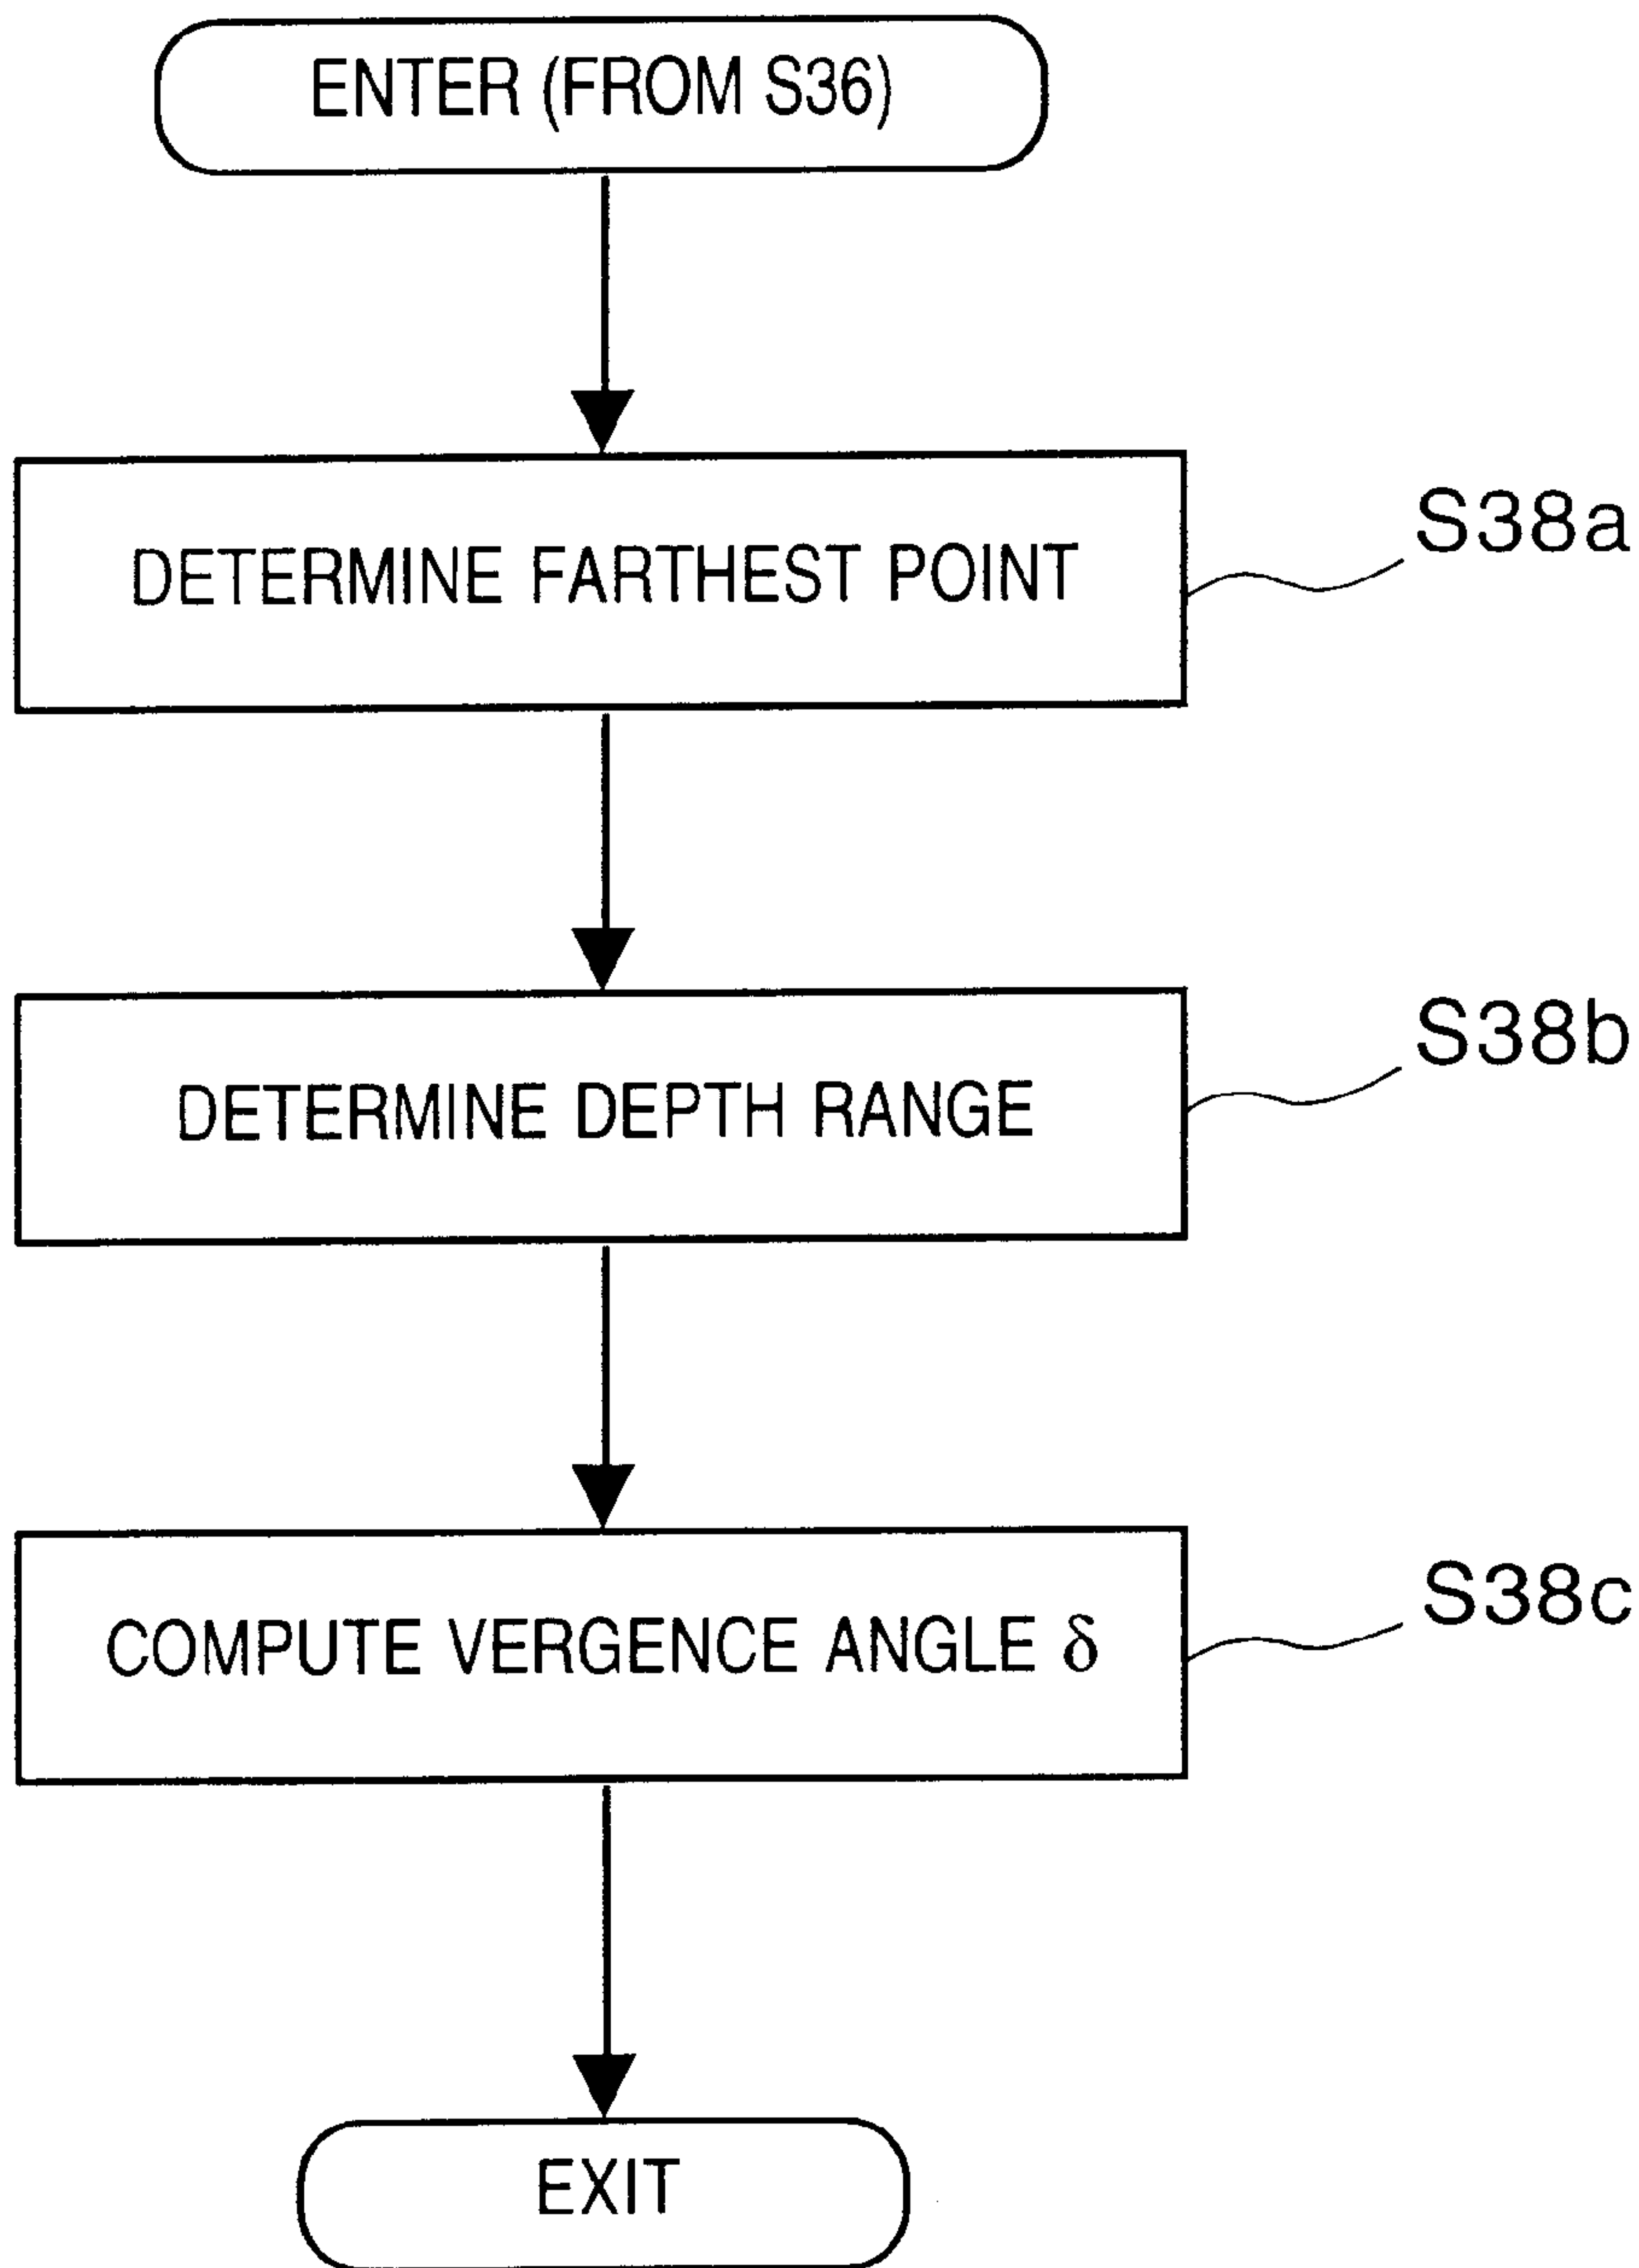 ENTER (FROM S36)
DETERMINE FARTHEST POINT
S38a
DETERMINE DEPTH RANGE
S38b
COMPUTE VERGENCE ANGLE δ
S38c
EXIT